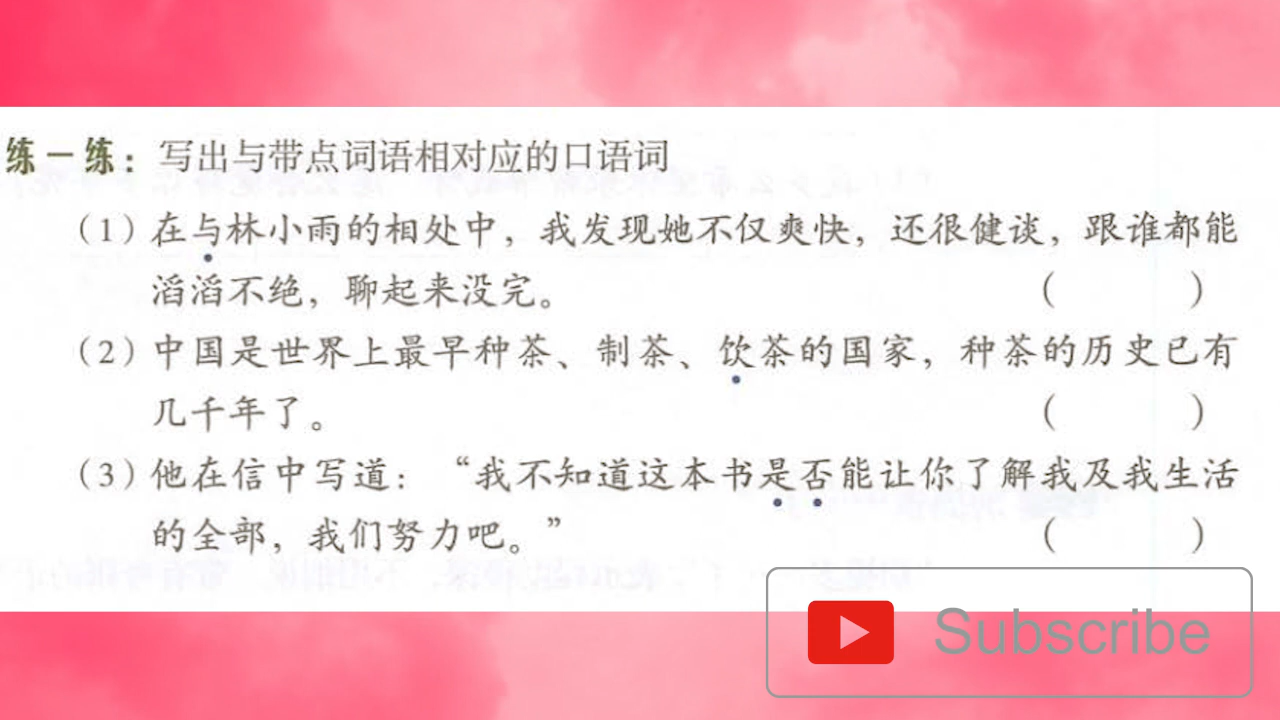 练一练：写出与带点词语相对应的口语词
（1）在与林小雨的相处中，我发现她不仅爽快，还很健谈，跟谁都能
滔滔不绝，聊起来没完。 （ ）
（2）中国是世界上最早种茶、制茶、饮茶的国家，种茶的历史已有
几千年了。 （ ）
（3）他在信中写道：“我不知道这本书是否能让你了解我及我生活
的全部，我们努力吧。” （ ）
Subscribe